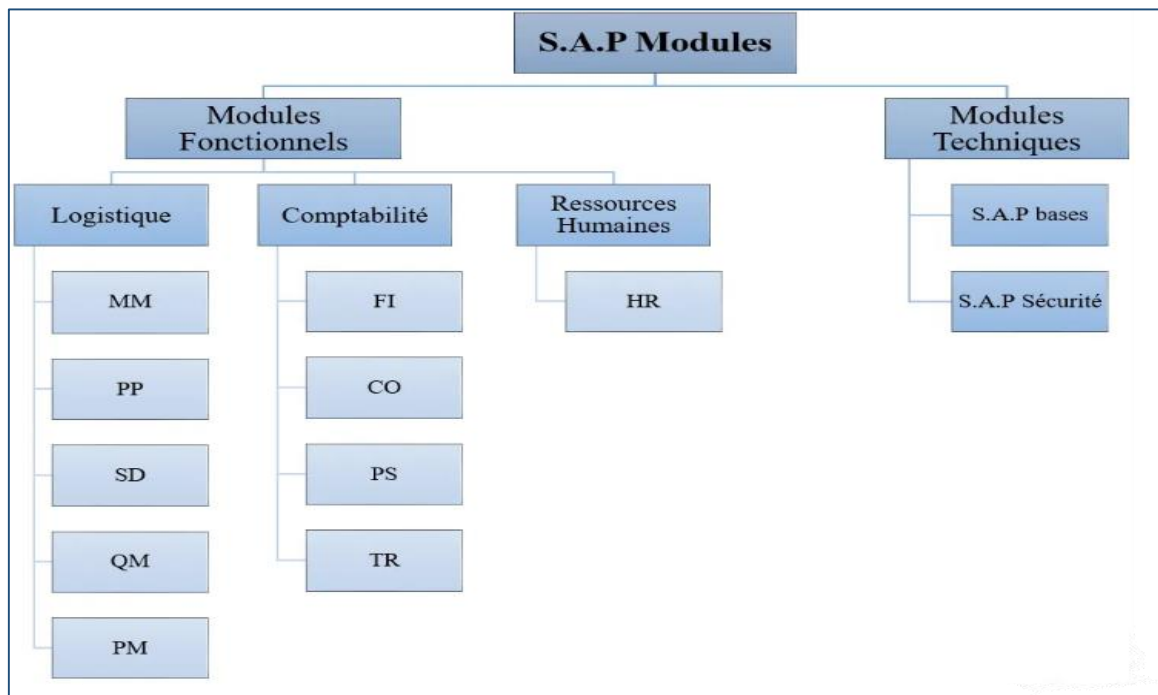 S.A.P Modules
Modules
Fonctionnels
Modules
Techniques
Logistique
Comptabilité
Ressources
Humaines
S.A.P bases
S.A.P Sécurité
MM
PP
SD
QM
PM
FI
CO
PS
TR
HR